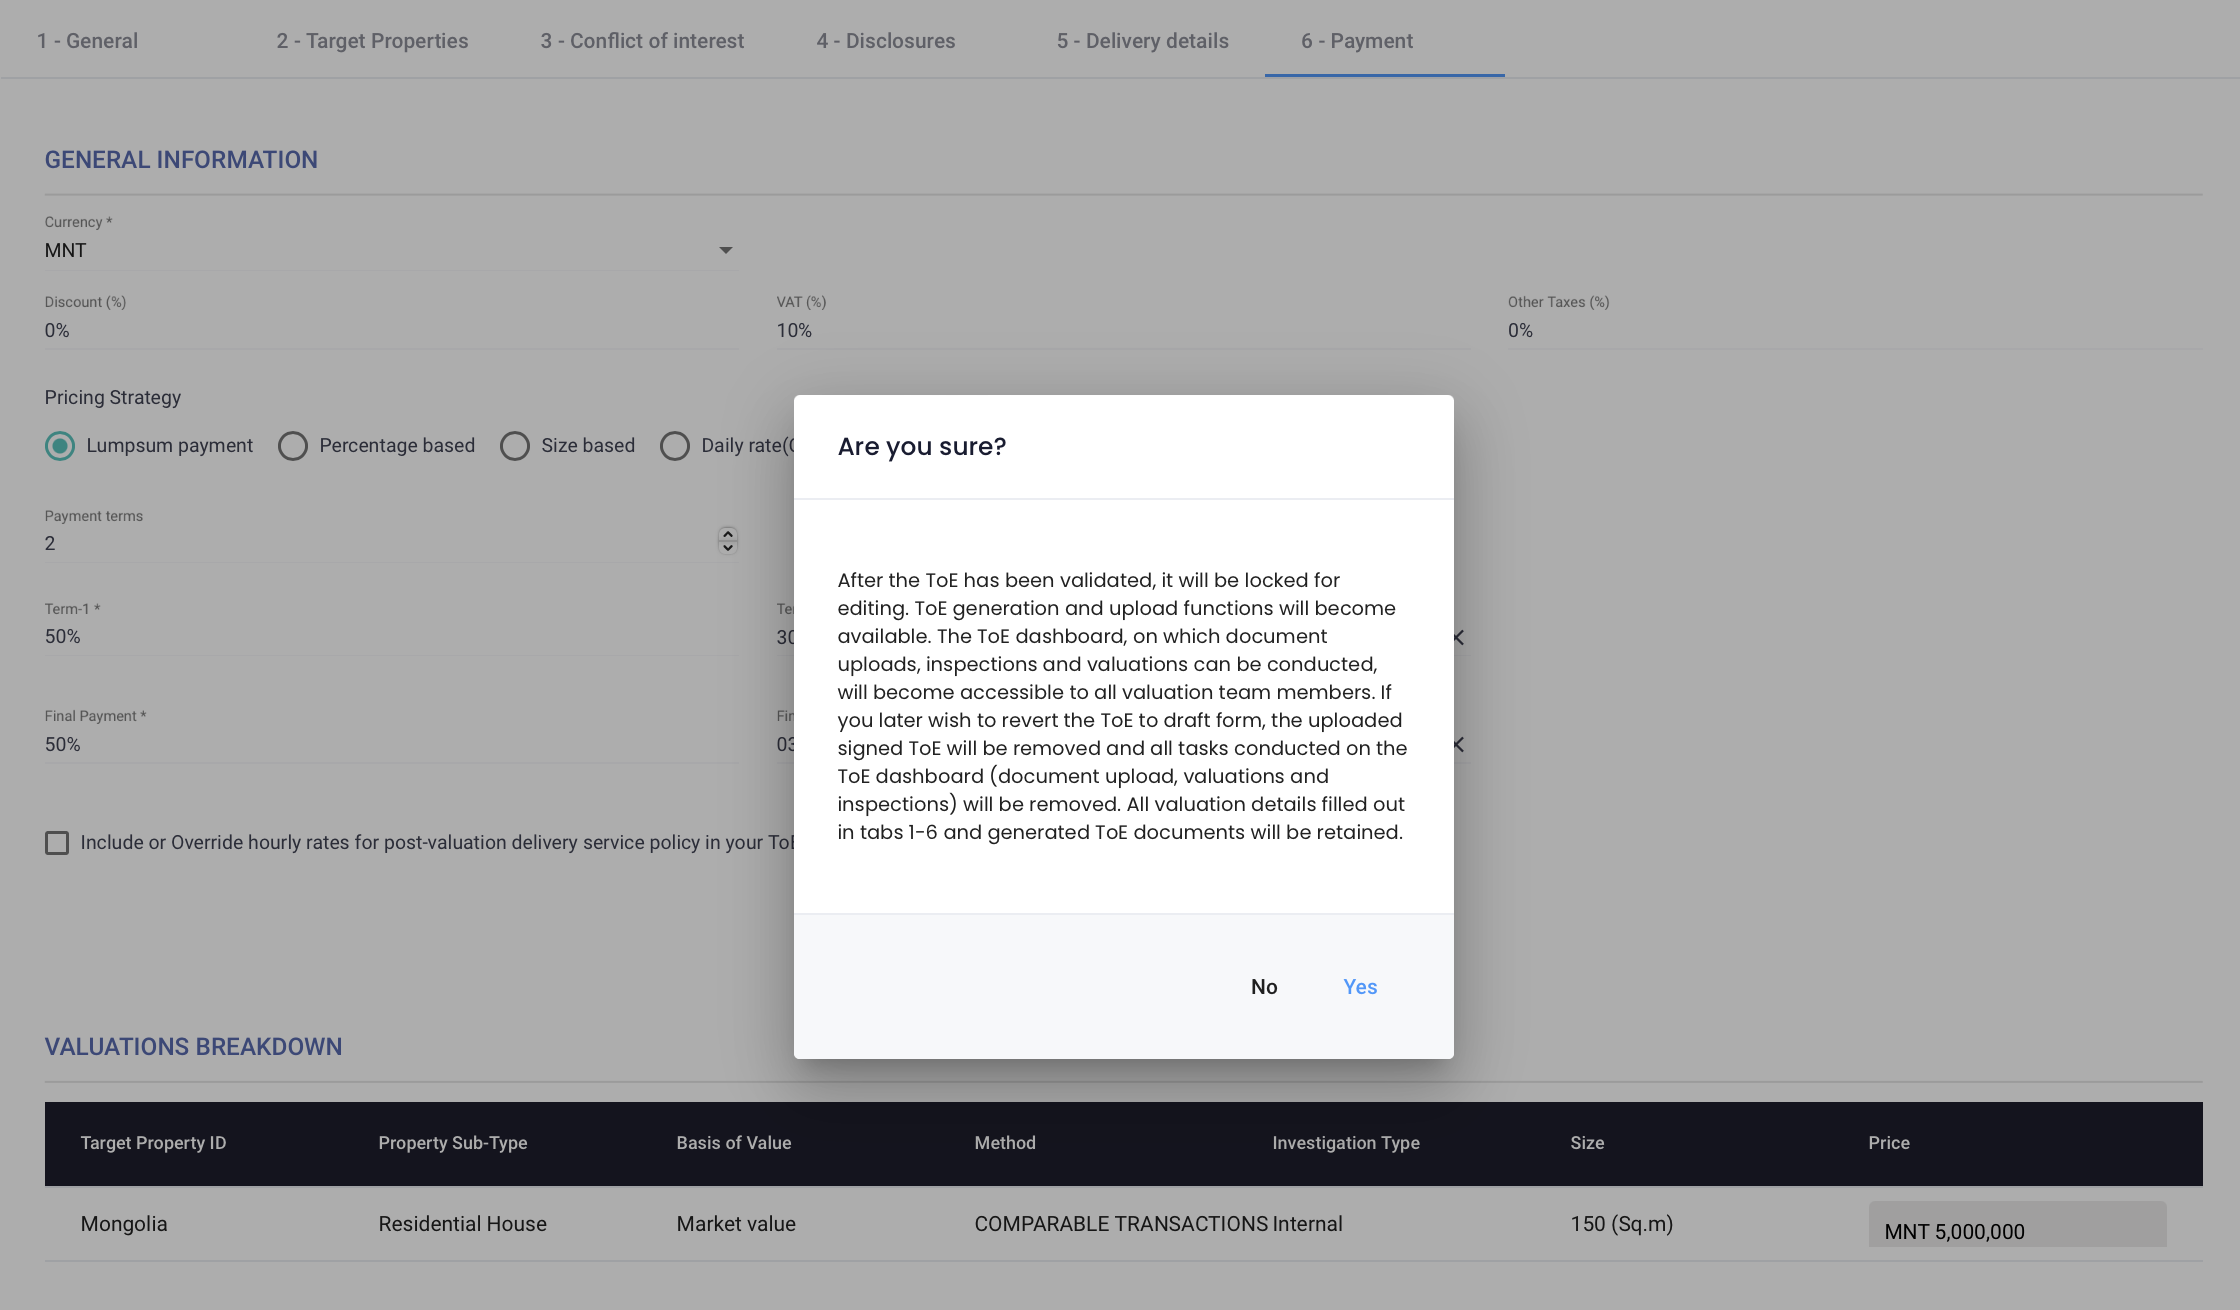 1 - General
2 - Target Properties
3 - Conflict of interest
4 - Disclosures
5 - Delivery details
6 - Payment
GENERAL INFORMATION
Currency *
MNT
Discount (%)
0%
VAT (%)
10%
Other Taxes (%)
0%
Pricing Strategy
Lumpsum payment
Percentage based
Size based
Daily rate(
Payment terms
2
Term-1 *
50%
30
Final Payment *
50%
03
Include or Override hourly rates for post-valuation delivery service policy in your ToE
Are you sure?
After the ToE has been validated, it will be locked for
editing. ToE generation and upload functions will become
available. The ToE dashboard, on which document
uploads, inspections and valuations can be conducted,
will become accessible to all valuation team members. If
you later wish to revert the ToE to draft form, the uploaded
signed ToE will be removed and all tasks conducted on the
ToE dashboard (document upload, valuations and
inspections) will be removed. All valuation details filled out
in tabs 1-6 and generated ToE documents will be retained.
No
Yes
VALUATIONS BREAKDOWN
Target Property ID
Property Sub-Type
Basis of Value
Method
Investigation Type
Size
Price
Mongolia
Residential House
Market value
COMPARABLE TRANSACTIONS
Internal
150 (Sq.m)
MNT 5,000,000